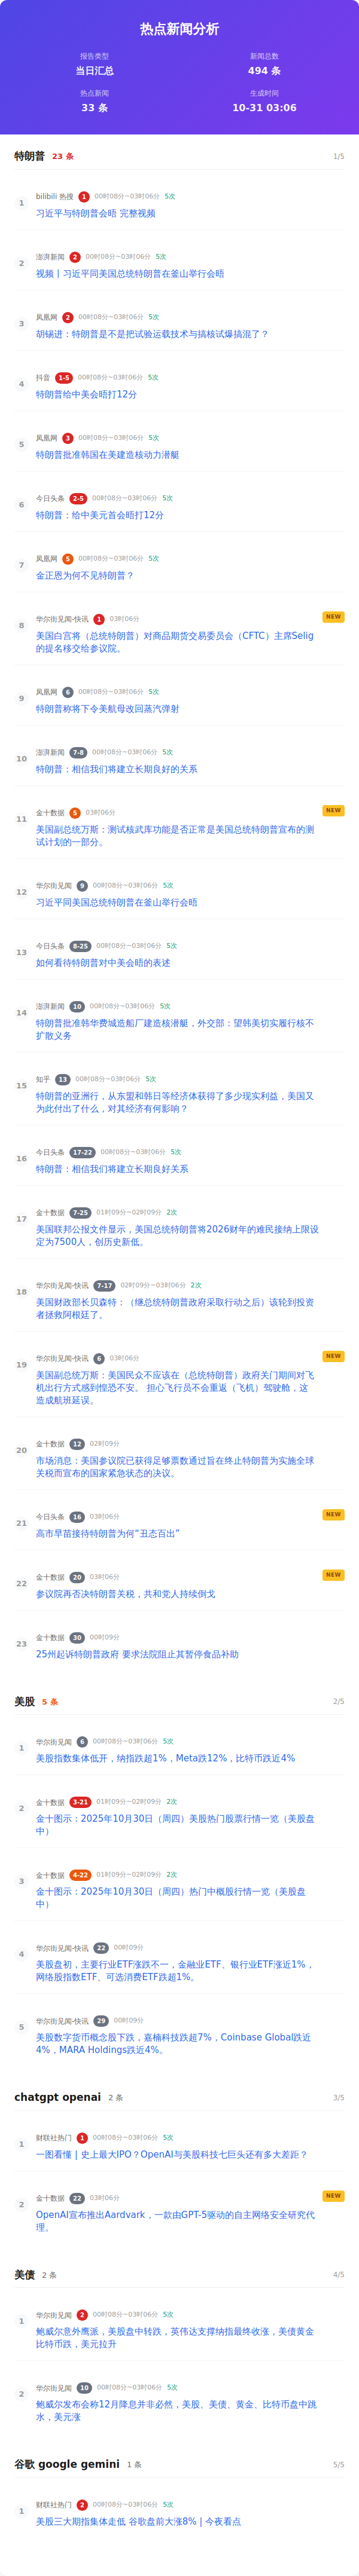 热点新闻分析
报告类型
当日汇总
新闻总数
494 条
热点新闻
33 条
生成时间
10-31 03:06
特朗普 23 条 1/5
1
bilibili 热搜 1 00时08分~03时06分 5次
习近平与特朗普会晤 完整视频
2
澎湃新闻 2 00时08分~03时06分 5次
视频丨习近平同美国总统特朗普在釜山举行会晤
3
凤凰网 2 00时08分~03时06分 5次
胡锡进：特朗普是不是把试验运载技术与搞核试爆搞混了？
4
抖音 1-5 00时08分~03时06分 5次
特朗普给中美会晤打12分
5
凤凰网 3 00时08分~03时06分 5次
特朗普批准韩国在美建造核动力潜艇
6
今日头条 2-5 00时08分~03时06分 5次
特朗普：给中美元首会晤打12分
7
凤凰网 5 00时08分~03时06分 5次
金正恩为何不见特朗普？
8
华尔街见闻-快讯 1 03时06分 NEW
美国白宫将（总统特朗普）对商品期货交易委员会（CFTC）主席Selig
的提名移交给参议院。
9
凤凰网 6 00时08分~03时06分 5次
特朗普称将下令美航母改回蒸汽弹射
10
澎湃新闻 7-8 00时08分~03时06分 5次
特朗普：相信我们将建立长期良好的关系
11
金十数据 5 03时06分 NEW
美国副总统万斯：测试核武库功能是否正常是美国总统特朗普宣布的测
试计划的一部分。
12
华尔街见闻 9 00时08分~03时06分 5次
习近平同美国总统特朗普在釜山举行会晤
13
今日头条 8-25 00时08分~03时06分 5次
如何看待特朗普对中美会晤的表述
14
澎湃新闻 10 00时08分~03时06分 5次
特朗普批准韩华费城造船厂建造核潜艇，外交部：望韩美切实履行核不
扩散义务
15
知乎 13 00时08分~03时06分 5次
特朗普的亚洲行，从东盟和日韩等经济体获得了多少现实利益，美国又
为此付出了什么，对其经济有何影响？
16
今日头条 17-22 00时08分~03时06分 5次
特朗普：相信我们将建立长期良好关系
17
金十数据 7-25 01时09分~02时09分 2次
美国联邦公报文件显示，美国总统特朗普将2026财年的难民接纳上限设
定为7500人，创历史新低。
18
华尔街见闻-快讯 7-17 02时09分~03时06分 2次
美国财政部长贝森特：（继总统特朗普政府采取行动之后）该轮到投资
者拯救阿根廷了。
19
华尔街见闻-快讯 6 03时06分 NEW
美国副总统万斯：美国民众不应该在（总统特朗普）政府关门期间对飞
机出行方式感到惶恐不安。 担心飞行员不会重返（飞机）驾驶舱，这
造成航班延误。
20
金十数据 12 02时09分
市场消息：美国参议院已获得足够票数通过旨在终止特朗普为实施全球
关税而宣布的国家紧急状态的决议。
21
今日头条 16 03时06分 NEW
高市早苗接待特朗普为何“丑态百出”
22
金十数据 20 03时06分 NEW
参议院再否决特朗普关税，共和党人持续倒戈
23
金十数据 30 00时09分
25州起诉特朗普政府 要求法院阻止其暂停食品补助
美股 5 条 2/5
1
华尔街见闻 6 00时08分~03时06分 5次
美股指数集体低开，纳指跌超1%，Meta跌12%，比特币跌近4%
2
金十数据 3-21 01时09分~02时09分 2次
金十图示：2025年10月30日（周四）美股热门股票行情一览（美股盘
中）
3
金十数据 4-22 01时09分~02时09分 2次
金十图示：2025年10月30日（周四）热门中概股行情一览（美股盘
中）
4
华尔街见闻-快讯 22 00时09分
美股盘初，主要行业ETF涨跌不一，金融业ETF、银行业ETF涨近1%，
网络股指数ETF、可选消费ETF跌超1%。
5
华尔街见闻-快讯 29 00时09分
美股数字货币概念股下跌，嘉楠科技跌超7%，Coinbase Global跌近
4%，MARA Holdings跌近4%。
chatgpt openai 2 条 3/5
1
财联社热门 1 00时08分~03时06分 5次
一图看懂丨史上最大IPO？OpenAI与美股科技七巨头还有多大差距？
2
金十数据 22 03时06分 NEW
OpenAI宣布推出Aardvark，一款由GPT-5驱动的自主网络安全研究代
理。
美债 2 条 4/5
1
华尔街见闻 2 00时08分~03时06分 5次
鲍威尔意外鹰派，美股盘中转跌，英伟达支撑纳指最终收涨，美债黄金
比特币跌，美元拉升
2
华尔街见闻 10 00时08分~03时06分 5次
鲍威尔发布会称12月降息并非必然，美股、美债、黄金、比特币盘中跳
水，美元涨
谷歌 google gemini 1 条 5/5
1
财联社热门 2 00时08分~03时06分 5次
美股三大期指集体走低 谷歌盘前大涨8% | 今夜看点